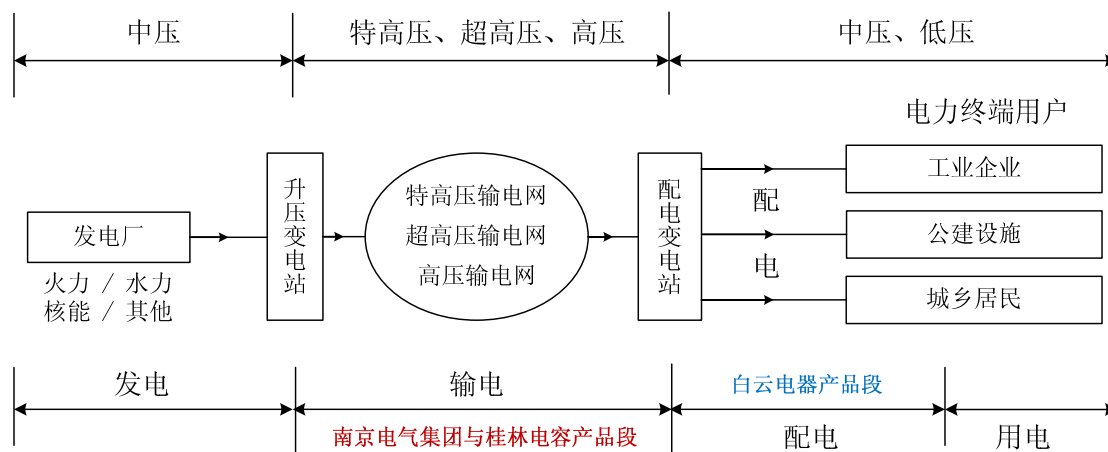 中压
特高压、超高压、高压
中压、低压
电力终端用户
升压变电站
配电变电站
特高压输电网
超高压输电网
高压输电网
发电厂
火力 / 水力
核能 / 其他
配电
工业企业
公建设施
城乡居民
发电
输电
白云电器产品段
南京电气集团与桂林电容产品段
配电
用电